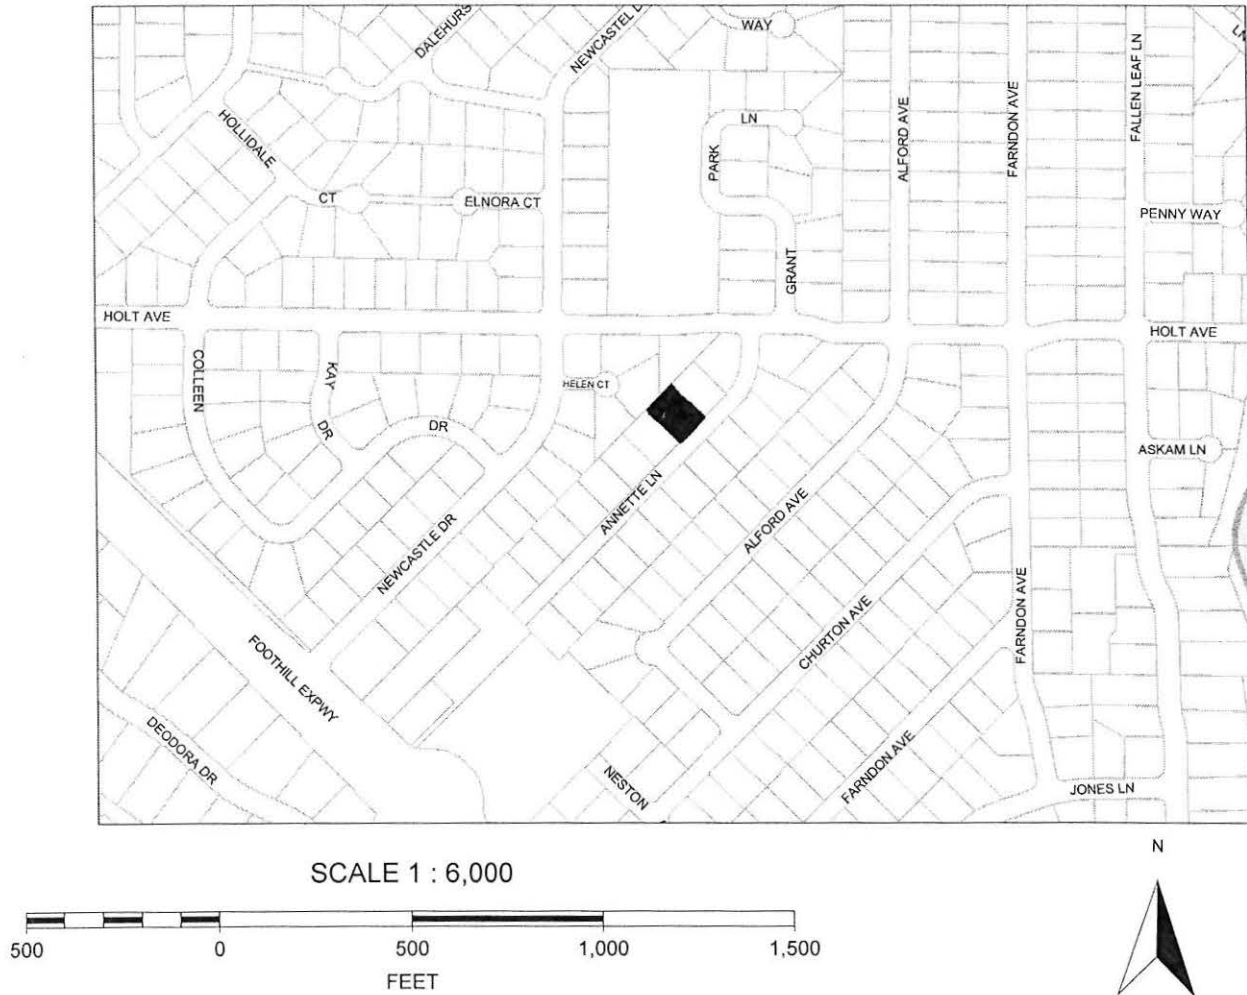 DALEHURS
NEWCASTEL D
WAY
LN
HOLLIDALE
LN
PARK
ALFORD AVE
FARNDON AVE
FALLEN LEAF LN
CT
ELNORA CT
PENNY WAY
GRANT
HOLT AVE
HOLT AVE
COLLEEN
KAY
HELEN CT
DR
DR
ASKAM LN
ANNETTE LN
ALFORD AVE
NEWCASTLE DR
CHURTON AVE
FARNDON AVE
FOOTHILL EXPWY
DEODORA DR
NESTON
FARNDON AVE
JONES LN
SCALE 1 : 6,000
N
500 0 500 1,000 1,500
FEET